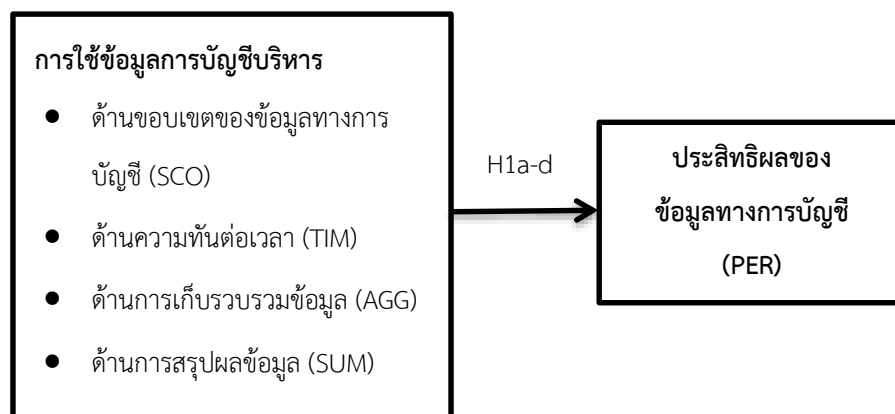 การใช้ข้อมูลการบัญชีบริหาร
● ด้านขอบเขตของข้อมูลทางการ
บัญชี (SCO)
● ด้านความทันต่อเวลา (TIM)
● ด้านการเก็บรวบรวมข้อมูล (AGG)
● ด้านการสรุปผลข้อมูล (SUM)
H1a-d
ประสิทธิผลของ
ข้อมูลทางการบัญชี
(PER)